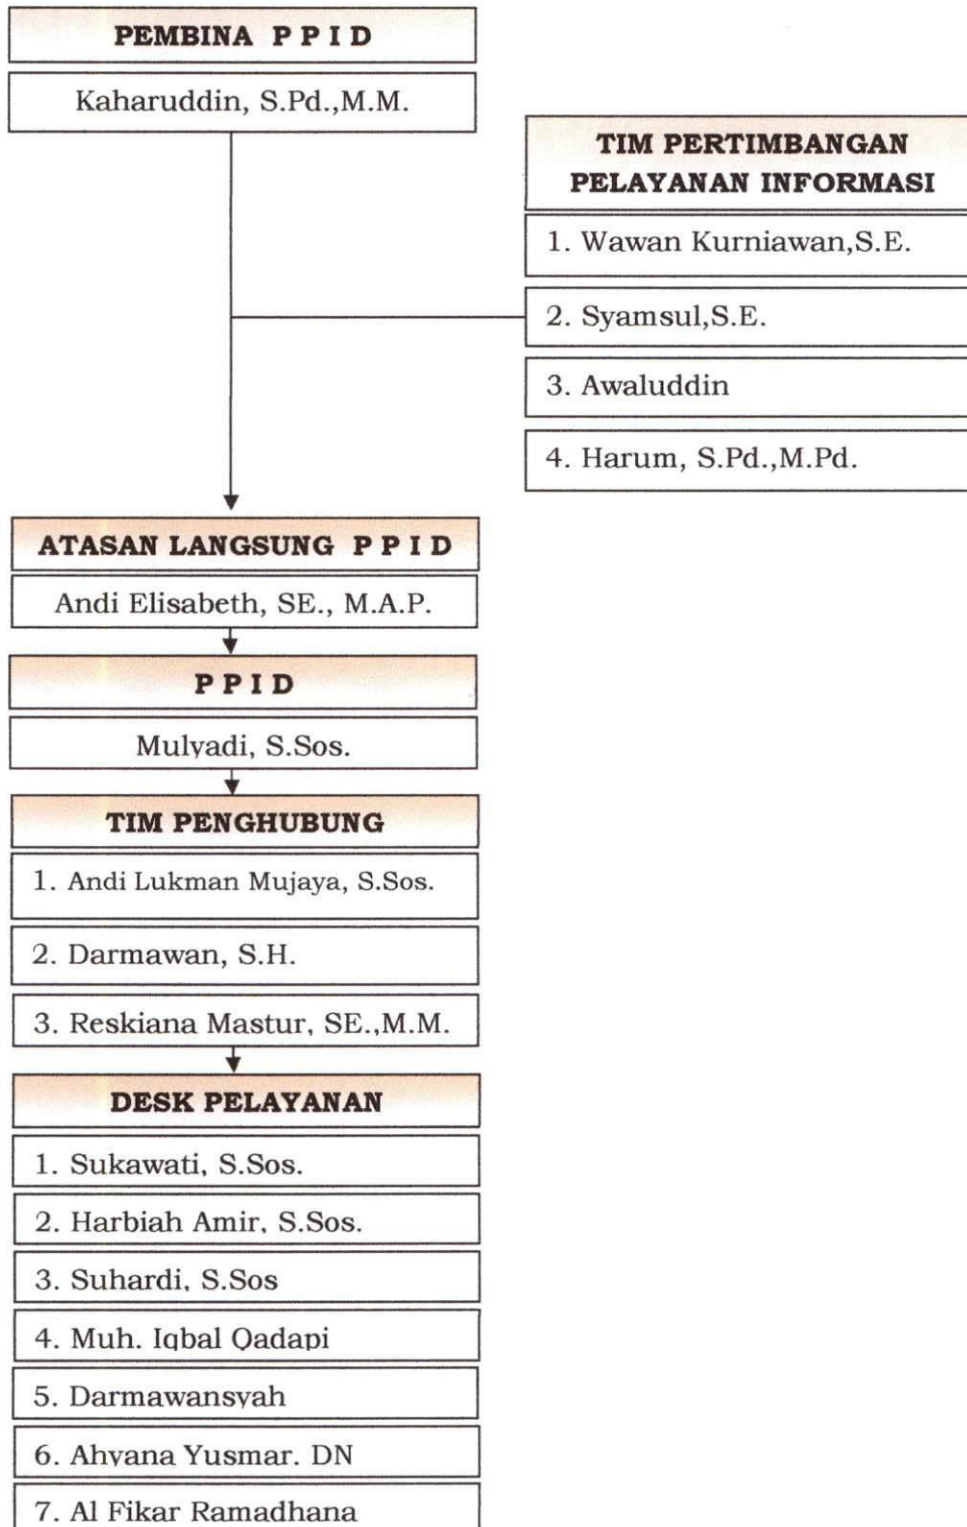 PEMBINA P P I D
Kaharuddin, S.Pd.,M.M.
TIM PERTIMBANGAN
PELAYANAN INFORMASI
1. Wawan Kurniawan,S.E.
2. Syamsul,S.E.
3. Awaluddin
4. Harum, S.Pd.,M.Pd.
ATASAN LANGSUNG P P I D
Andi Elisabeth, SE., M.A.P.
P P I D
Mulyadi, S.Sos.
TIM PENGHUBUNG
1. Andi Lukman Mujaya, S.Sos.
2. Darmawan, S.H.
3. Reskiana Mastur, SE.,M.M.
DESK PELAYANAN
1. Sukawati, S.Sos.
2. Harbiah Amir, S.Sos.
3. Suhardi, S.Sos
4. Muh. Iqbal Qadapi
5. Darmawansyah
6. Ahyana Yusmar. DN
7. Al Fikar Ramadhana